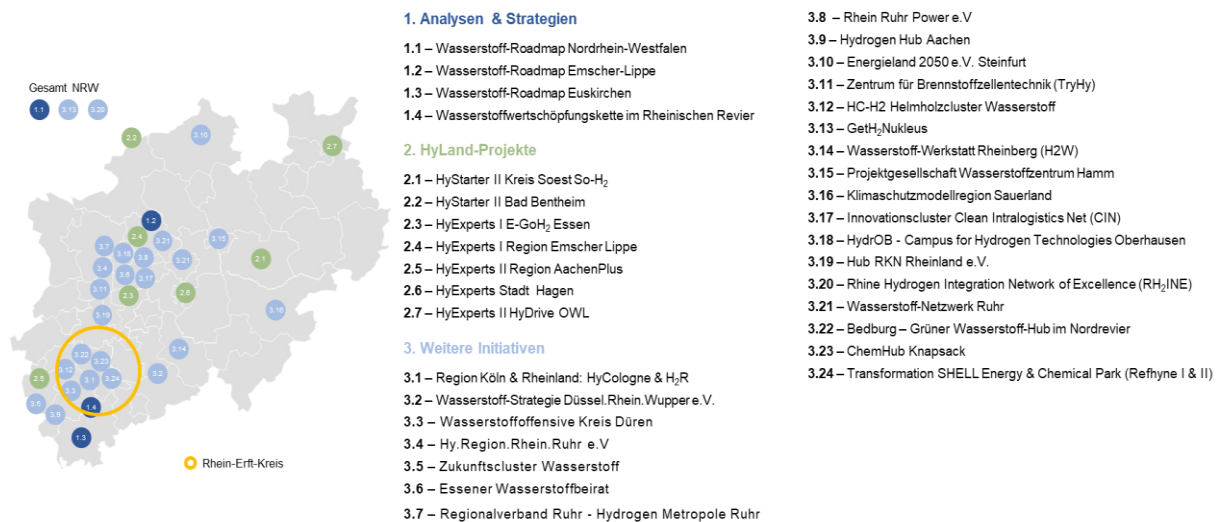 Gesamt NRW
1.1
3.13
3.20
2.2
3.10
2.7
1.2
2.4
3.21
3.15
3.7
3.18
3.8
3.21
2.1
3.4
3.6
3.17
3.11
2.3
2.6
3.19
3.16
3.22
3.23
3.14
3.12
3.1
3.24
3.2
2.5
3.3
1.4
3.9
1.3
Rhein-Erft-Kreis
1. Analysen & Strategien
1.1 – Wasserstoff-Roadmap Nordrhein-Westfalen
1.2 – Wasserstoff-Roadmap Emscher-Lippe
1.3 – Wasserstoff-Roadmap Euskirchen
1.4 – Wasserstoffwertschöpfungskette im Rheinischen Revier
2. HyLand-Projekte
2.1 – HyStarter II Kreis Soest So-H₂
2.2 – HyStarter II Bad Bentheim
2.3 – HyExperts I E-GoH₂ Essen
2.4 – HyExperts I Region Emscher Lippe
2.5 – HyExperts II Region AachenPlus
2.6 – HyExperts Stadt Hagen
2.7 – HyExperts II HyDrive OWL
3. Weitere Initiativen
3.1 – Region Köln & Rheinland: HyCologne & H₂R
3.2 – Wasserstoff-Strategie Düssel.Rhein.Wupper e.V.
3.3 – Wasserstoffoffensive Kreis Düren
3.4 – Hy.Region.Rhein.Ruhr e.V
3.5 – Zukunftscluster Wasserstoff
3.6 – Essener Wasserstoffbeirat
3.7 – Regionalverband Ruhr - Hydrogen Metropole Ruhr
3.8 – Rhein Ruhr Power e.V
3.9 – Hydrogen Hub Aachen
3.10 – Energieland 2050 e.V. Steinfurt
3.11 – Zentrum für Brennstoffzellentechnik (TryHy)
3.12 – HC-H2 Helmholzcluster Wasserstoff
3.13 – GetH₂Nukleus
3.14 – Wasserstoff-Werkstatt Rheinberg (H2W)
3.15 – Projektgesellschaft Wasserstoffzentrum Hamm
3.16 – Klimaschutzmodellregion Sauerland
3.17 – Innovationscluster Clean Intralogistics Net (CIN)
3.18 – HydrOB - Campus for Hydrogen Technologies Oberhausen
3.19 – Hub RKN Rheinland e.V.
3.20 – Rhine Hydrogen Integration Network of Excellence (RH₂INE)
3.21 – Wasserstoff-Netzwerk Ruhr
3.22 – Bedburg – Grüner Wasserstoff-Hub im Nordrevier
3.23 – ChemHub Knapsack
3.24 – Transformation SHELL Energy & Chemical Park (Refhyne I & II)